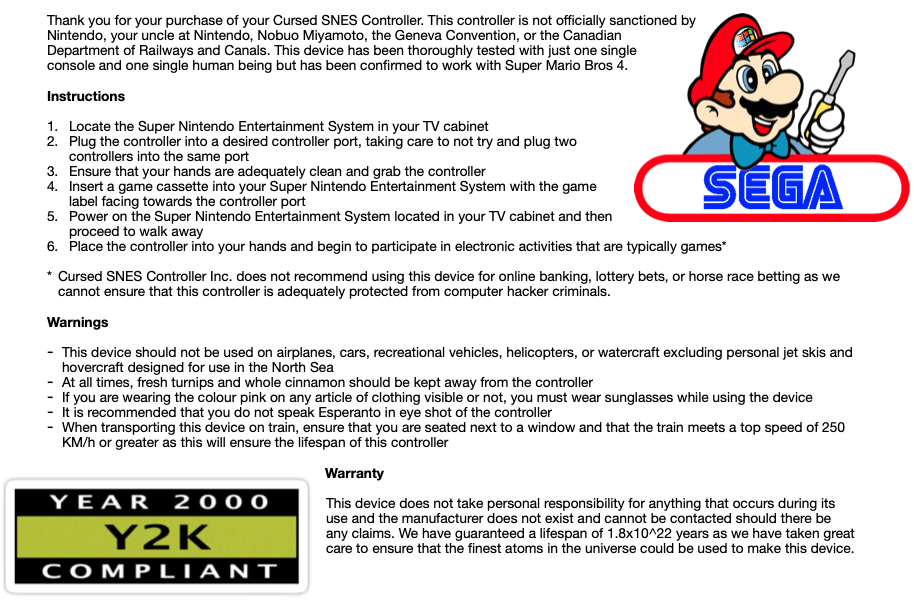 Thank you for your purchase of your Cursed SNES Controller. This controller is not officially sanctioned by
Nintendo, your uncle at Nintendo, Nobuo Miyamoto, the Geneva Convention, or the Canadian
Department of Railways and Canals. This device has been thoroughly tested with just one single
console and one single human being but has been confirmed to work with Super Mario Bros 4.
Instructions
1. Locate the Super Nintendo Entertainment System in your TV cabinet
2. Plug the controller into a desired controller port, taking care to not try and plug two
controllers into the same port
3. Ensure that your hands are adequately clean and grab the controller
4. Insert a game cassette into your Super Nintendo Entertainment System with the game
label facing towards the controller port
5. Power on the Super Nintendo Entertainment System located in your TV cabinet and then
proceed to walk away
6. Place the controller into your hands and begin to participate in electronic activities that are typically games*
SEGA
* Cursed SNES Controller Inc. does not recommend using this device for online banking, lottery bets, or horse race betting as we
cannot ensure that this controller is adequately protected from computer hacker criminals.
Warnings
- This device should not be used on airplanes, cars, recreational vehicles, helicopters, or watercraft excluding personal jet skis and
hovercraft designed for use in the North Sea
- At all times, fresh turnips and whole cinnamon should be kept away from the controller
- If you are wearing the colour pink on any article of clothing visible or not, you must wear sunglasses while using the device
- It is recommended that you do not speak Esperanto in eye shot of the controller
- When transporting this device on train, ensure that you are seated next to a window and that the train meets a top speed of 250
KM/h or greater as this will ensure the lifespan of this controller
Warranty
This device does not take personal responsibility for anything that occurs during its
use and the manufacturer does not exist and cannot be contacted should there be
any claims. We have guaranteed a lifespan of 1.8x10^22 years as we have taken great
care to ensure that the finest atoms in the universe could be used to make this device.
YEAR 2000
Y2K
COMPLIANT